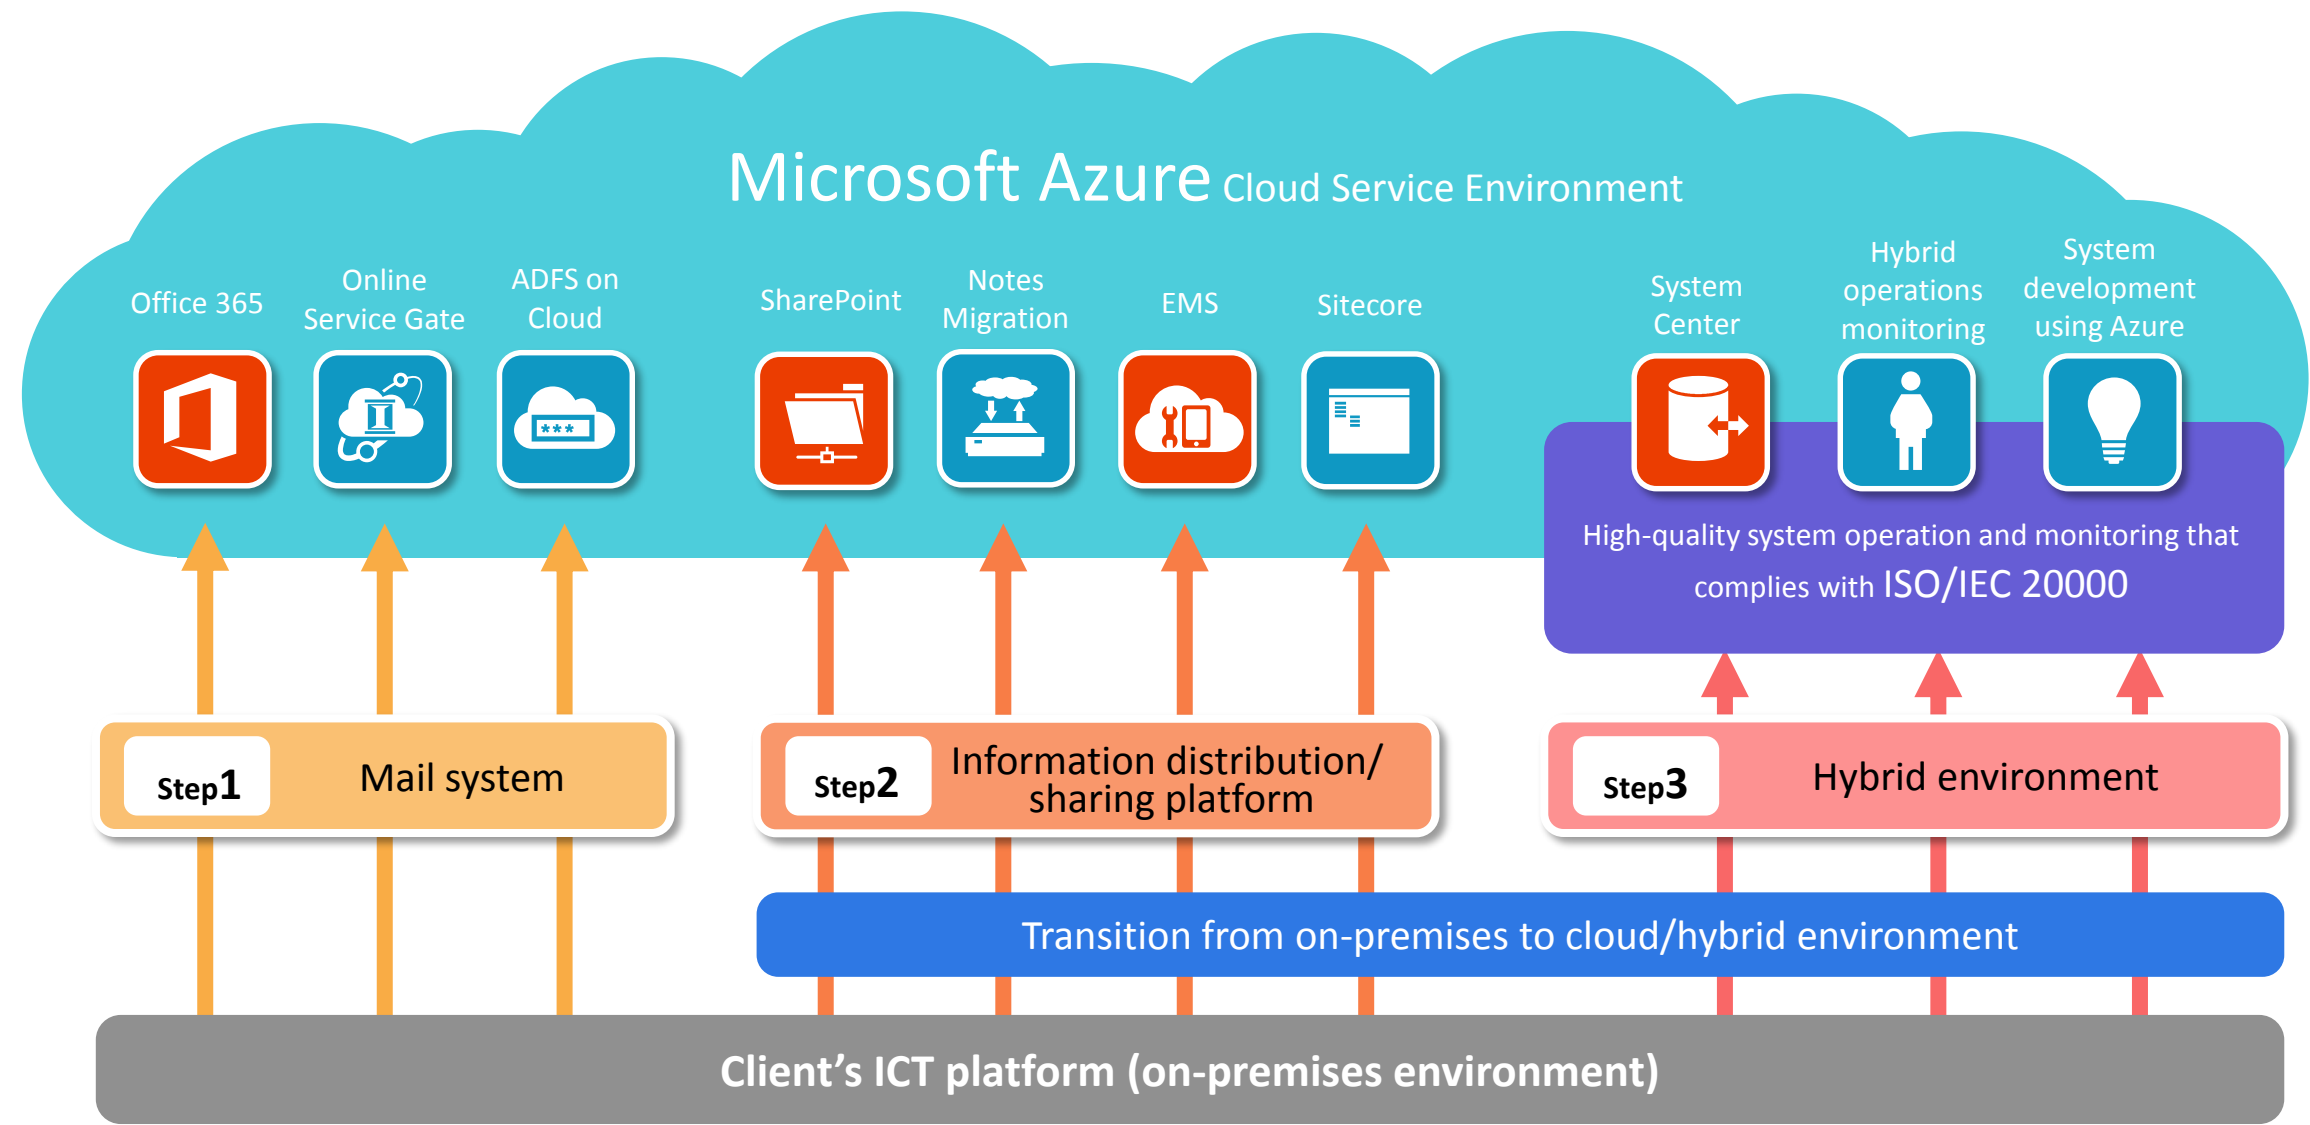 Microsoft Azure Cloud Service Environment
Office 365
Online
Service Gate
ADFS on
Cloud
SharePoint
Notes
Migration
EMS
Sitecore
System
Center
Hybrid
operations
monitoring
System
development
using Azure
***
High-quality system operation and monitoring that
complies with ISO/IEC 20000
Step1
Mail system
Step2
Information distribution/
sharing platform
Step3
Hybrid environment
Transition from on-premises to cloud/hybrid environment
Client’s ICT platform (on-premises environment)